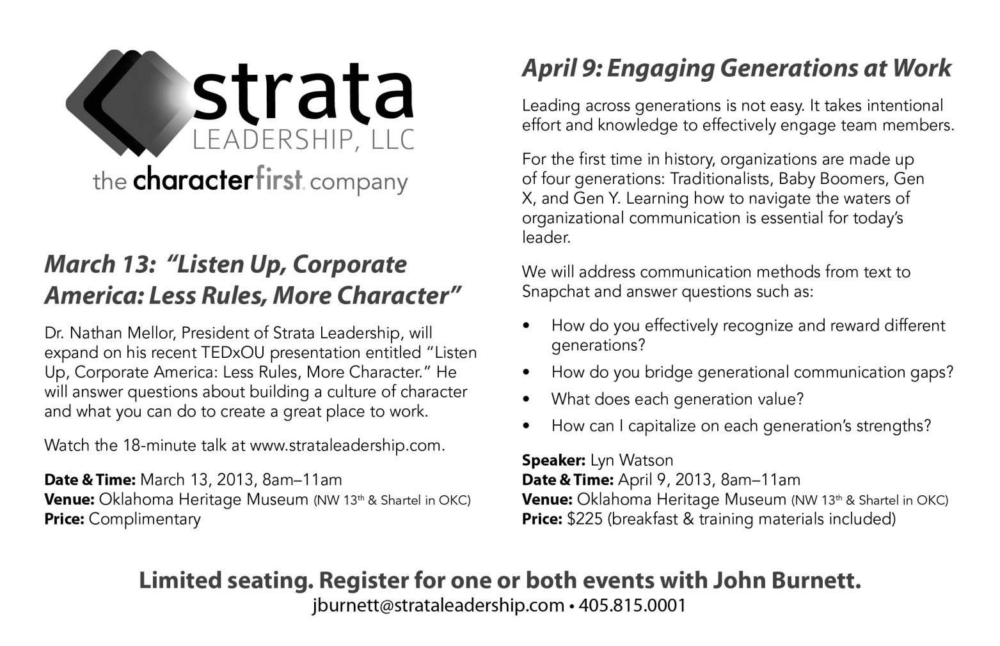 strata
LEADERSHIP, LLC
the characterfirst® company
March 13:  “Listen Up, Corporate
America: Less Rules, More Character”
Dr. Nathan Mellor, President of Strata Leadership, will
expand on his recent TEDxOU presentation entitled “Listen
Up, Corporate America: Less Rules, More Character.” He
will answer questions about building a culture of character
and what you can do to create a great place to work.
Watch the 18-minute talk at www.strataleadership.com.
Date & Time: March 13, 2013, 8am–11am
Venue: Oklahoma Heritage Museum (NW 13th & Shartel in OKC)
Price: Complimentary
April 9: Engaging Generations at Work
Leading across generations is not easy. It takes intentional
effort and knowledge to effectively engage team members.
For the first time in history, organizations are made up
of four generations: Traditionalists, Baby Boomers, Gen
X, and Gen Y. Learning how to navigate the waters of
organizational communication is essential for today’s
leader.
We will address communication methods from text to
Snapchat and answer questions such as:
• How do you effectively recognize and reward different
generations?
• How do you bridge generational communication gaps?
• What does each generation value?
• How can I capitalize on each generation’s strengths?
Speaker: Lyn Watson
Date & Time: April 9, 2013, 8am–11am
Venue: Oklahoma Heritage Museum (NW 13th & Shartel in OKC)
Price: $225 (breakfast & training materials included)
Limited seating. Register for one or both events with John Burnett.
jburnett@strataleadership.com • 405.815.0001